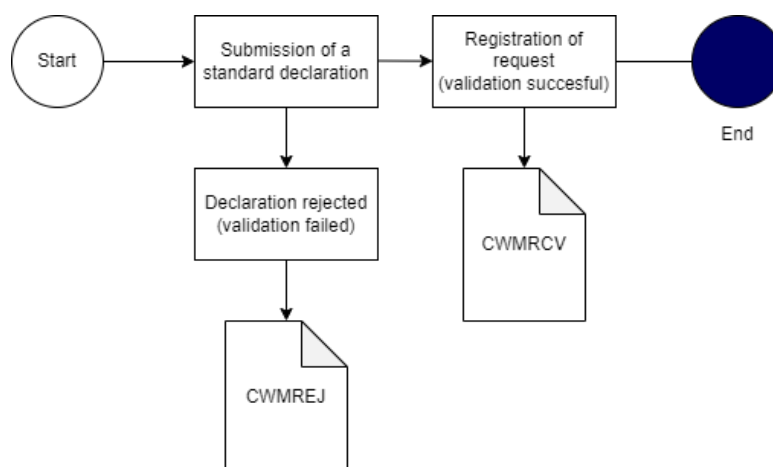 Start
Submission of a
standard declaration
Registration of
request
(validation succesful)
End
Declaration rejected
(validation failed)
CWMRCV
CWMREJ